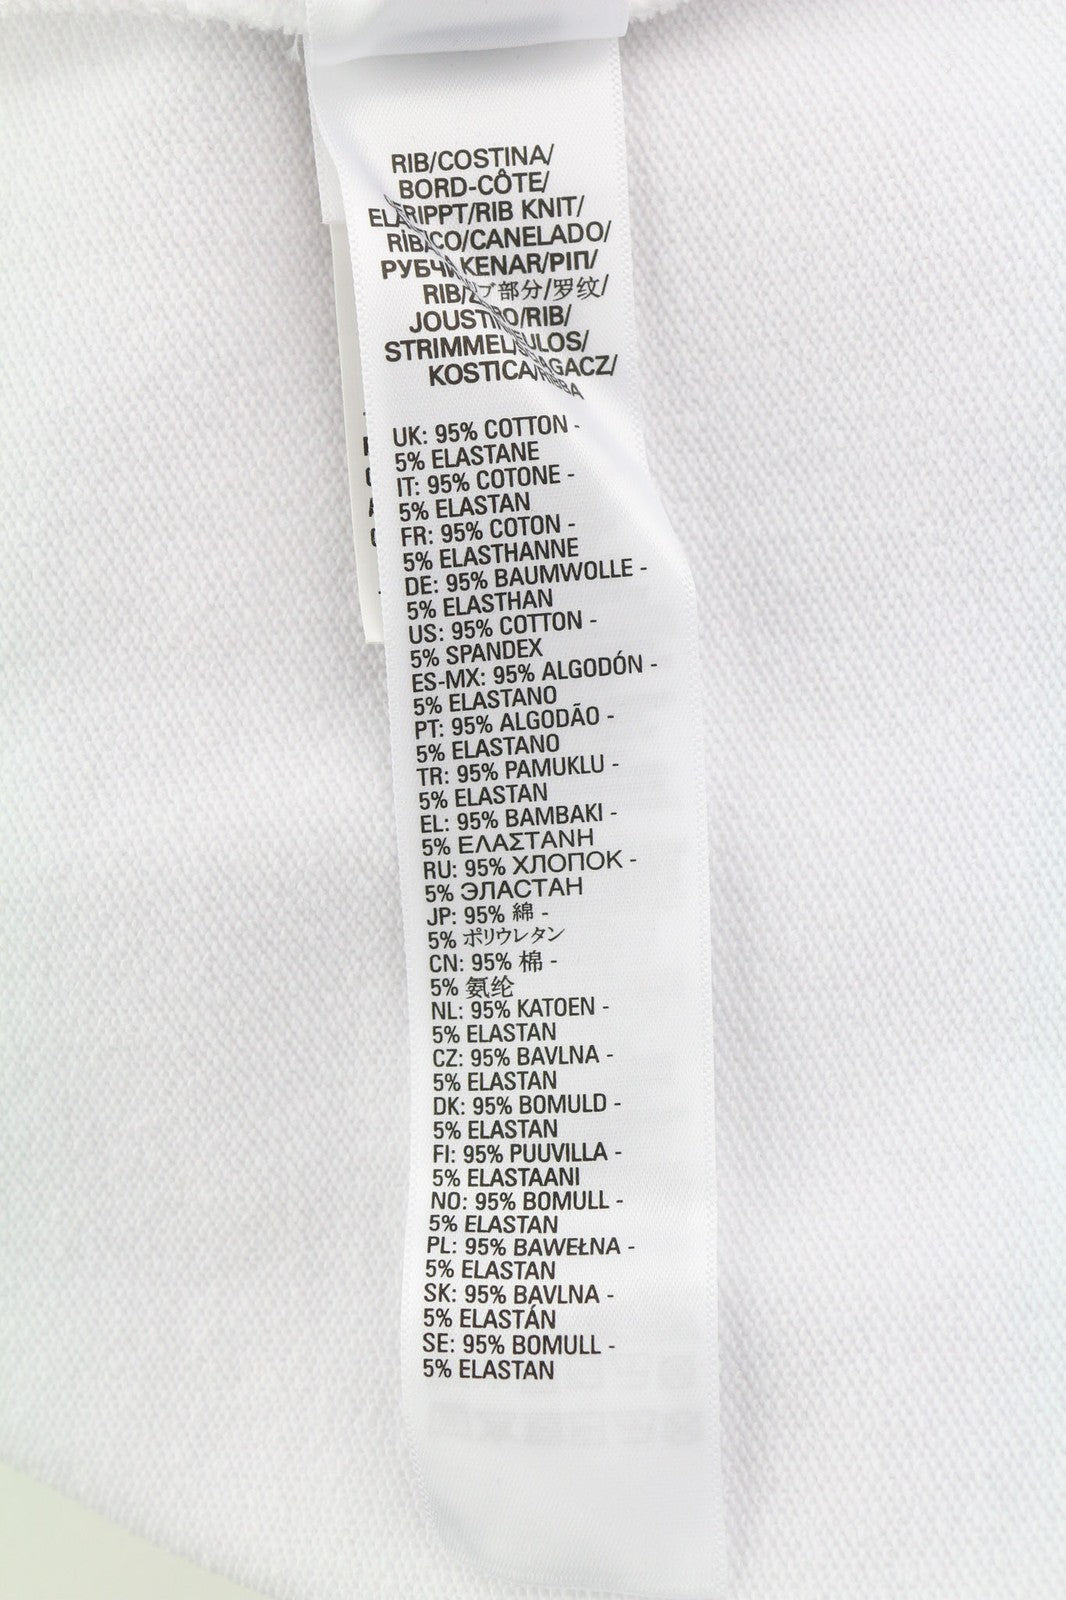 RIB/COSTINA/
BORD-CÔTE/
RIB KNIT/
CANELADO/
KENAR/РІП/
RIB/ 部分/罗纹/
RIB/
STRIMMEL/
KOSTICA/
UK: 95% COTTON -
5% ELASTANE
IT: 95% COTONE -
5% ELASTAN
FR: 95% COTON -
5% ELASTHANNE
DE: 95% BAUMWOLLE -
5% ELASTHAN
US: 95% COTTON -
5% SPANDEX
ES-MX: 95% ALGODÓN -
5% ELASTANO
PT: 95% ALGODÃO -
5% ELASTANO
TR: 95% PAMUKLU -
5% ELASTAN
EL: 95% ΒΑΜΒΑΚΙ -
5% ΕΛΑΣΤΑΝΗ
RU: 95% ХЛОПОК -
5% ЭЛАСТАН
JP: 95% 綿 -
5% ポリウレタン
CN: 95% 棉 -
5% 氨纶
NL: 95% KATOEN -
5% ELASTAN
CZ: 95% BAVLNA -
5% ELASTAN
DK: 95% BOMULD -
5% ELASTAN
FI: 95% PUUVILLA -
5% ELASTAANI
NO: 95% BOMULL -
5% ELASTAN
PL: 95% BAWEŁNA -
5% ELASTAN
SK: 95% BAVLNA -
5% ELASTÁN
SE: 95% BOMULL -
5% ELASTAN